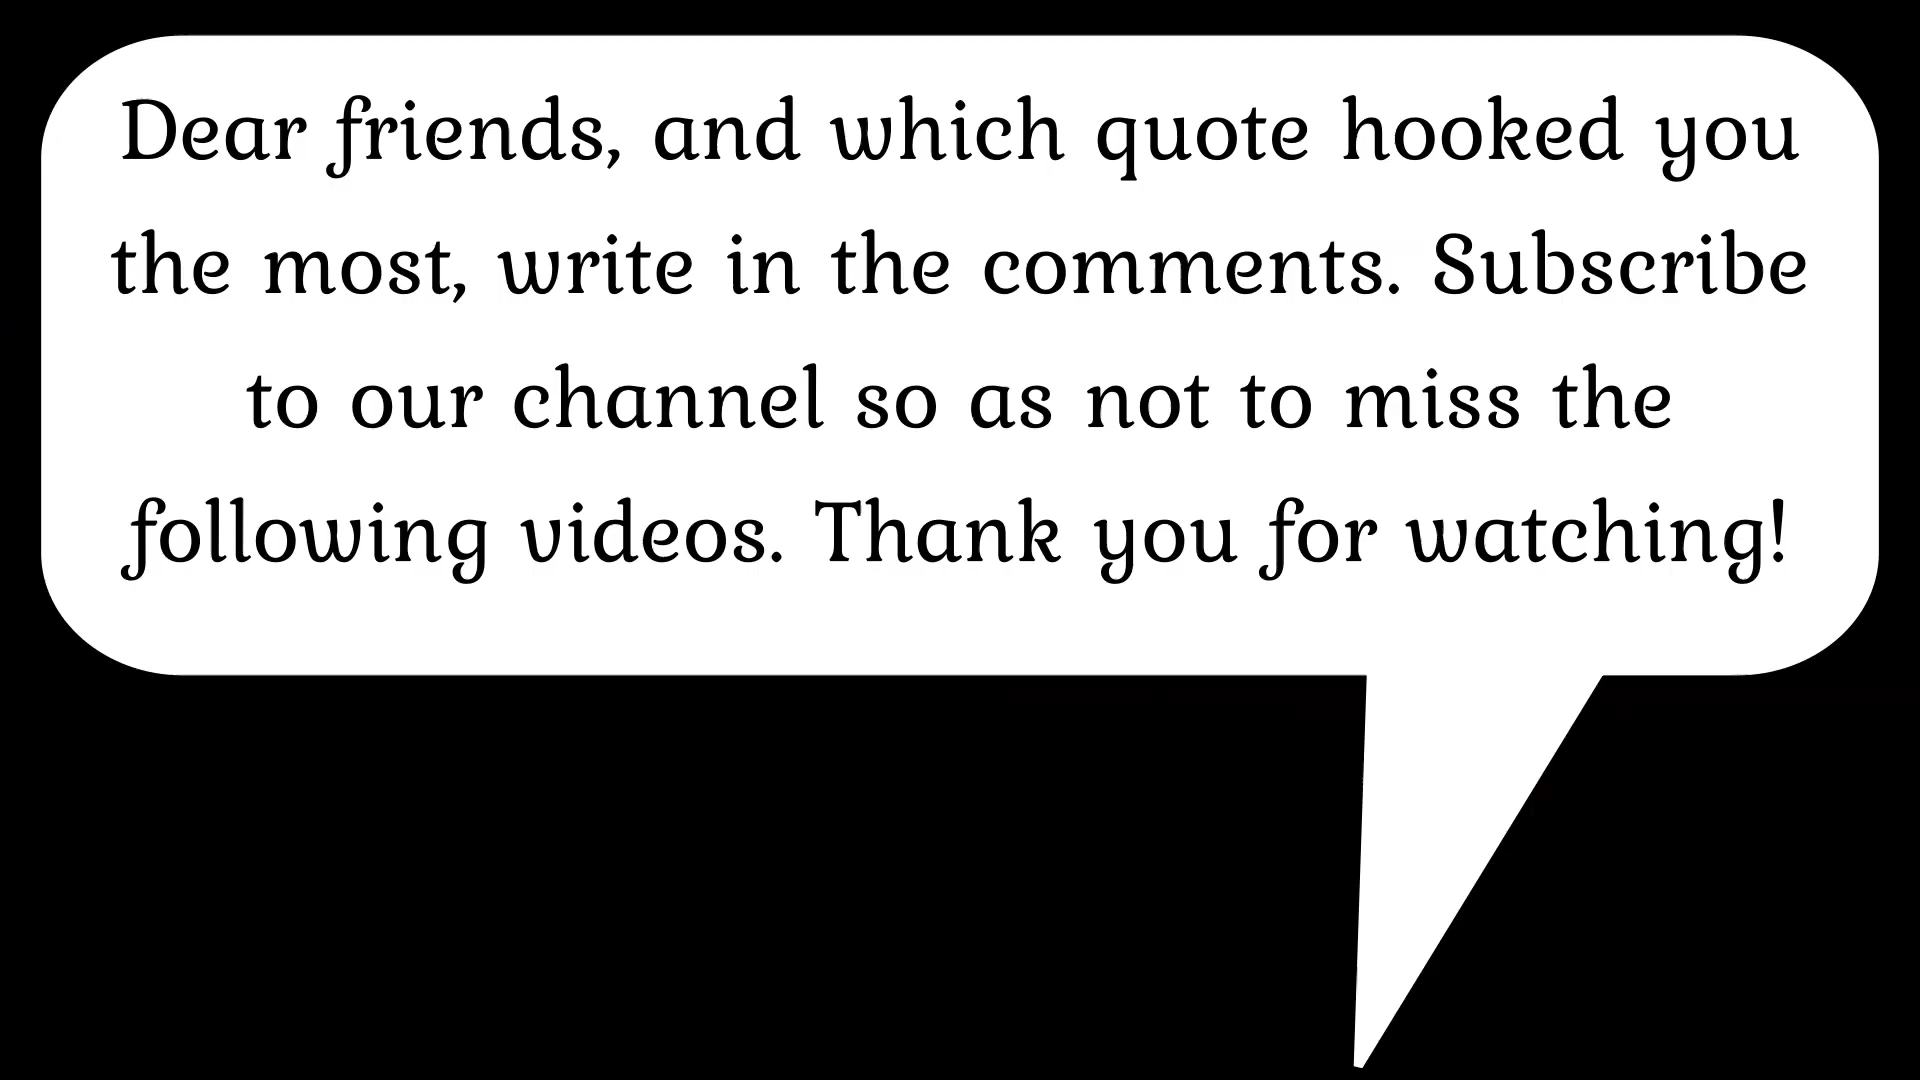 Dear friends, and which quote hooked you
the most, write in the comments. Subscribe
to our channel so as not to miss the
following videos. Thank you for watching!